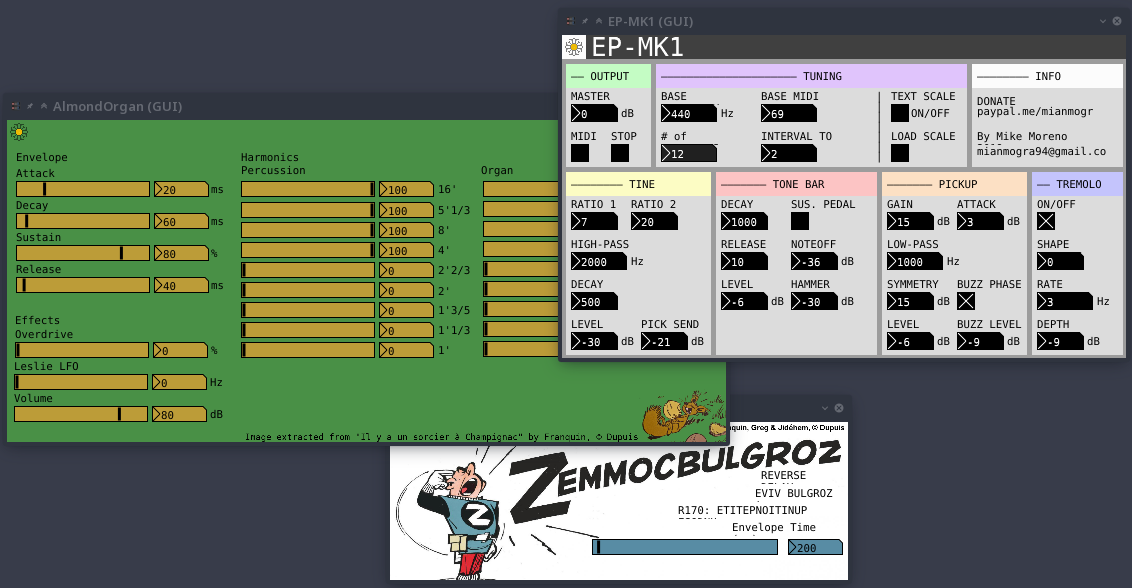 EP-MK1 (GUI)
EP-MK1
OUTPUT
MASTER
0 dB
MIDI STOP
TUNING
BASE BASE MIDI TEXT SCALE
440 Hz 69 ON/OFF
# of INTERVAL TO LOAD SCALE
12 2
INFO
DONATE
paypal.me/mianmogr
By Mike Moreno
mianmogra94@gmail.co
TINE
RATIO 1 RATIO 2
7 20
HIGH-PASS
2000 Hz
DECAY
500
LEVEL PICK SEND
-30 dB -21 dB
TONE BAR
DECAY SUS. PEDAL
1000
RELEASE NOTEOFF
10 -36 dB
LEVEL HAMMER
-6 dB -30 dB
PICKUP
GAIN ATTACK
15 dB 3 dB
LOW-PASS
1000 Hz
SYMMETRY BUZZ PHASE
15 dB
LEVEL BUZZ LEVEL
-6 dB -9 dB
TREMOLO
ON/OFF
SHAPE
0
RATE
3 Hz
DEPTH
-9 dB
AlmondOrgan (GUI)
Envelope
Attack
20 ms
Decay
60 ms
Sustain
80 %
Release
40 ms
Effects
Overdrive
0 %
Leslie LFO
0 Hz
Volume
80 dB
Harmonics
Percussion
100 16'
100 5'1/3
100 8'
100 4'
0 2'2/3
0 2'
0 1'3/5
0 1'1/3
0 1'
Organ
Image extracted from "Il y a un sorcier à Champignac" by Franquin, © Dupuis
quin, Greg & Jidéhem, © Dupuis
ZEMMOCBULGROZ
Z
REVERSE
EVIV BULGROZ
R170: ETITEPNOITINUP
Envelope Time
200